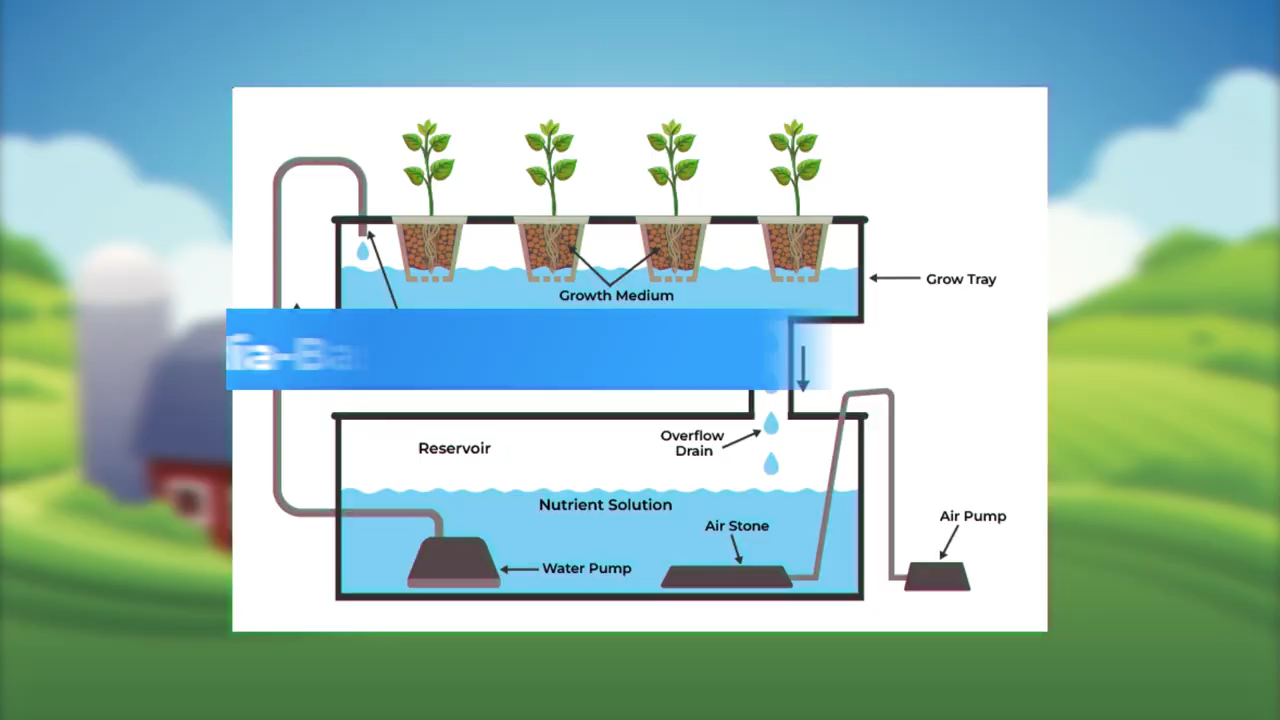 Grow Tray
Growth Medium
Reservoir
Overflow
Drain
Nutrient Solution
Air Stone
Air Pump
Water Pump